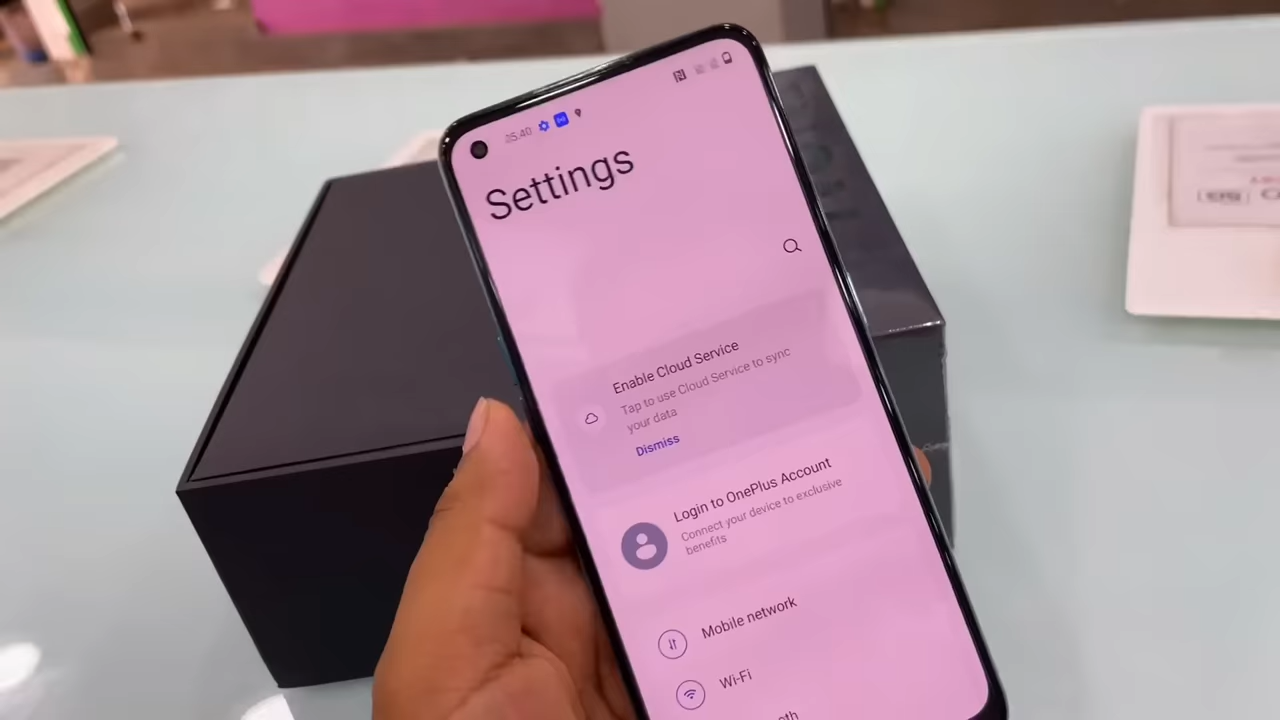 Settings
Enable Cloud Service
Tap to use Cloud Service to sync
your data
Dismiss
Login to OnePlus Account
Connect your device to exclusive
benefits
Mobile network
Wi-Fi